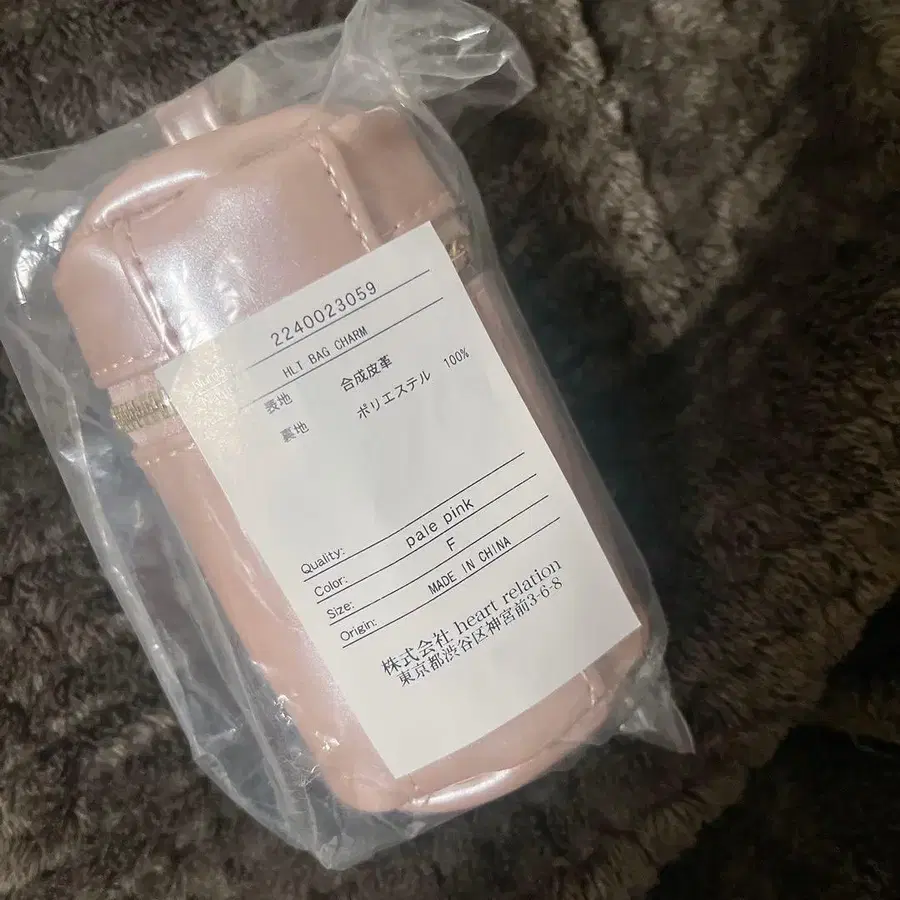 2240023059
HLT BAG CHARM
表地 合成皮革
裏地 ポリエステル 100%
Quality:
Color: pale pink
Size: F
Origin: MADE IN CHINA
株式会社 heart relation
東京都渋谷区神宮前3-6-8